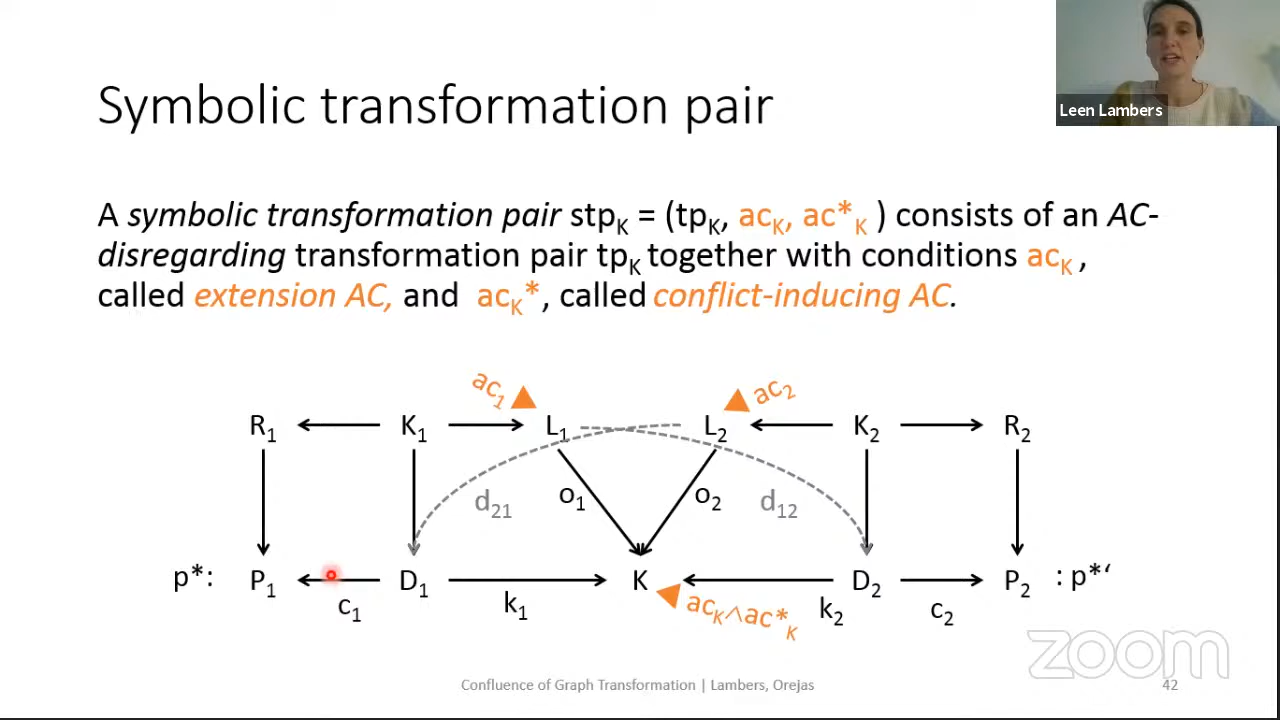 Leen Lambers
Symbolic transformation pair
A symbolic transformation pair stpK = (tpK, acK, ac*K ) consists of an AC-
disregarding transformation pair tpK together with conditions acK ,
called extension AC, and acK*, called conflict-inducing AC.
ac1 ac2
R1 K1 L1 L2 K2 R2
d21 o1 o2 d12
p*: P1 D1 K D2 P2 : p*‘
c1 k1 acK∧ac*K k2 c2
zoom
Confluence of Graph Transformation | Lambers, Orejas 42